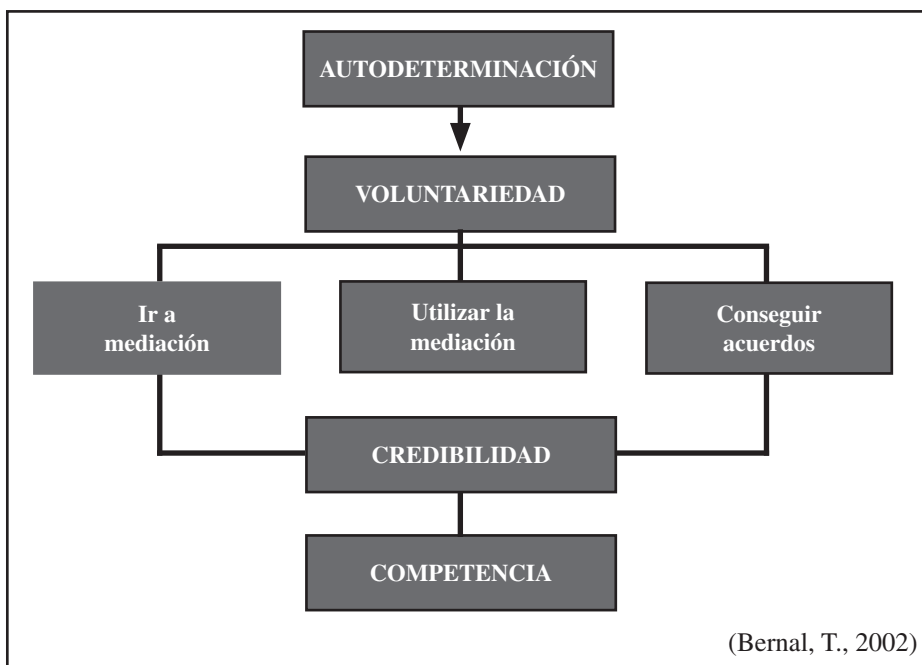 AUTODETERMINACIÓN
VOLUNTARIEDAD
Ir a
mediación
Utilizar la
mediación
Conseguir
acuerdos
CREDIBILIDAD
COMPETENCIA
(Bernal, T., 2002)